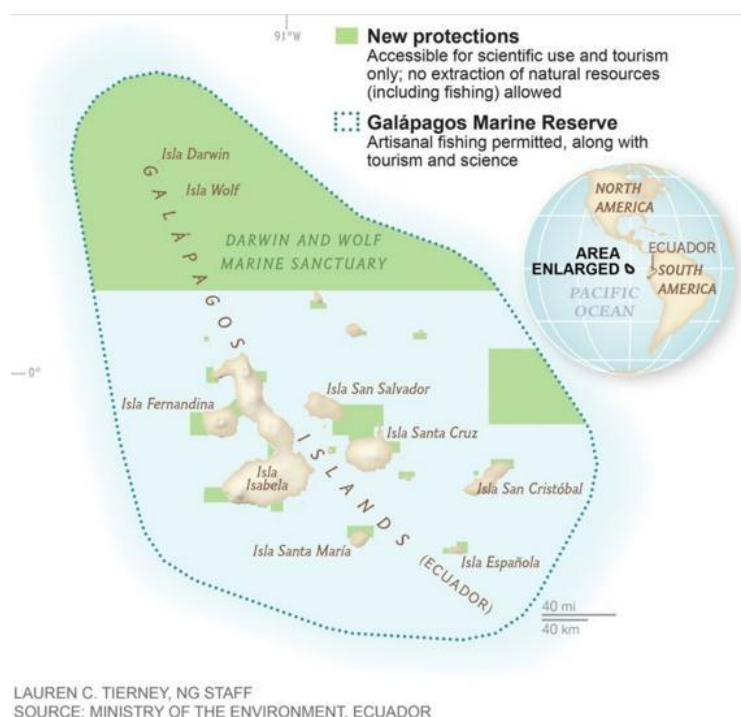 91°W
New protections
Accessible for scientific use and tourism
only; no extraction of natural resources
(including fishing) allowed
Galápagos Marine Reserve
Artisanal fishing permitted, along with
tourism and science
Isla Darwin
Isla Wolf
GALÁPAGOS ISLANDS (ECUADOR)
DARWIN AND WOLF
MARINE SANCTUARY
NORTH
AMERICA
AREA
ENLARGED
ECUADOR
SOUTH
AMERICA
PACIFIC
OCEAN
0°
Isla Fernandina
Isla San Salvador
Isla Santa Cruz
Isla
Isabela
Isla San Cristóbal
Isla Santa María
Isla Española
40 mi
40 km
LAUREN C. TIERNEY, NG STAFF
SOURCE: MINISTRY OF THE ENVIRONMENT, ECUADOR